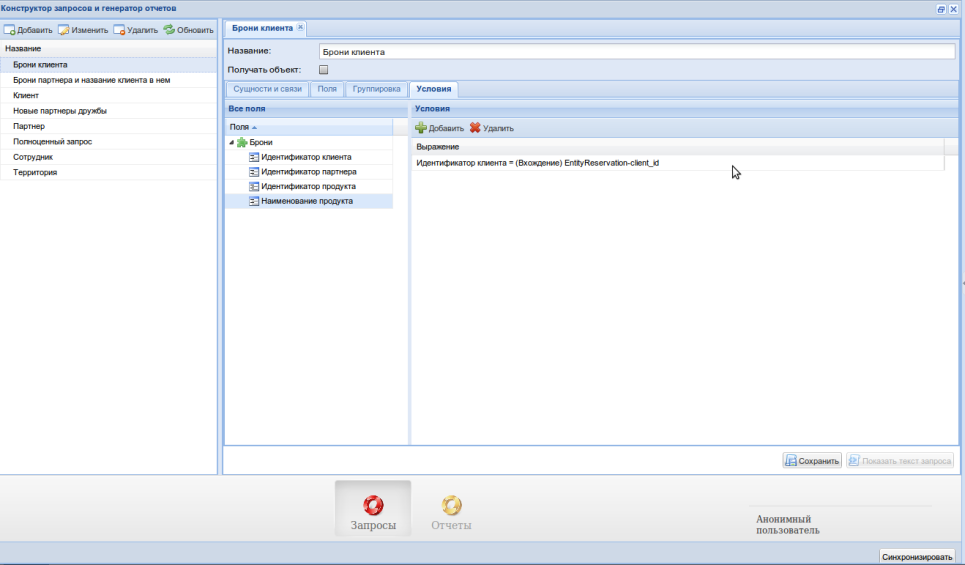 Конструктор запросов и генератор отчетов
Добавить Изменить Удалить Обновить
Название
Брони клиента
Брони партнера и название клиента в нем
Клиент
Новые партнеры дружбы
Партнер
Полноценный запрос
Сотрудник
Территория
Брони клиента
Название: Брони клиента
Получать объект:
Сущности и связи Поля Группировка Условия
Все поля
Поля
Брони
Идентификатор клиента
Идентификатор партнера
Идентификатор продукта
Наименование продукта
Условия
Добавить Удалить
Выражение
Идентификатор клиента = (Вхождение) EntityReservation-client_id
Сохранить Показать текст запроса
Запросы Отчеты
Анонимный
пользователь
Синхронизировать